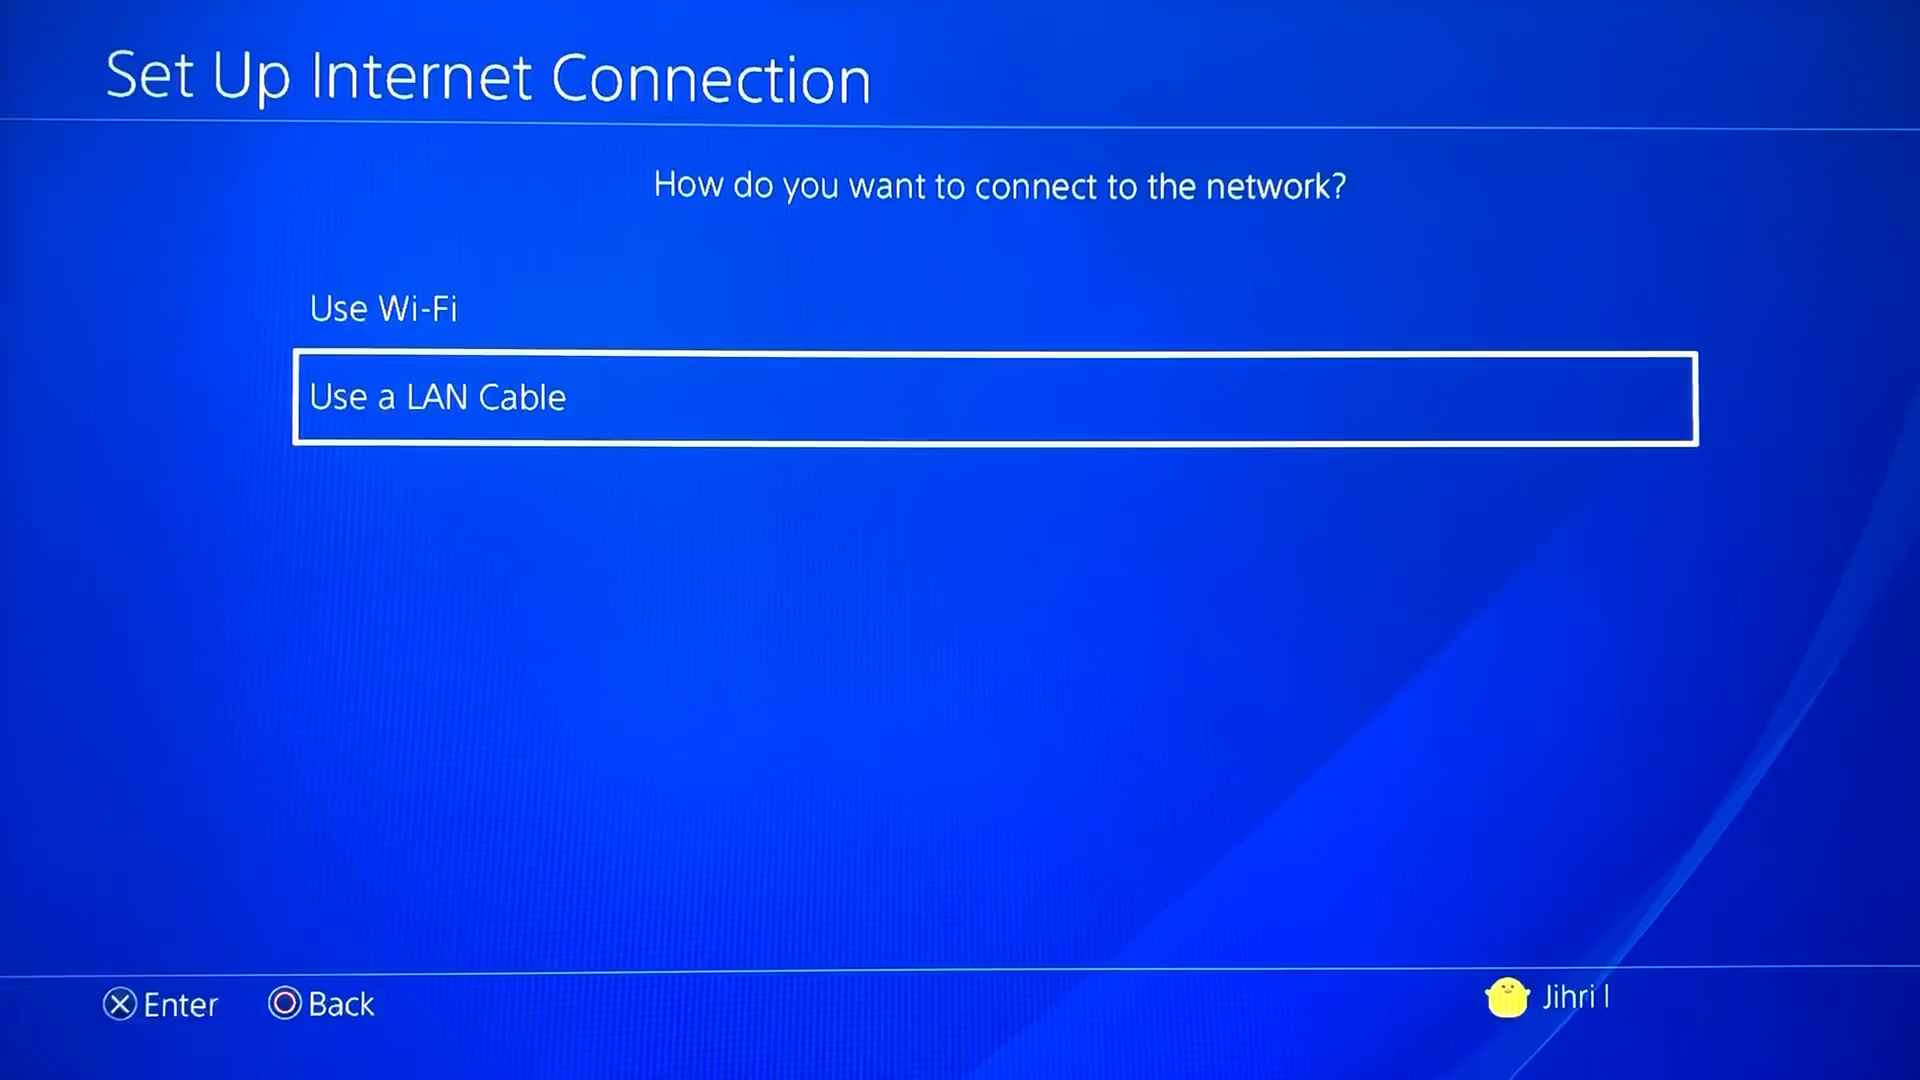 Set Up Internet Connection
How do you want to connect to the network?
Use Wi-Fi
Use a LAN Cable
Enter
Back
Jihri I